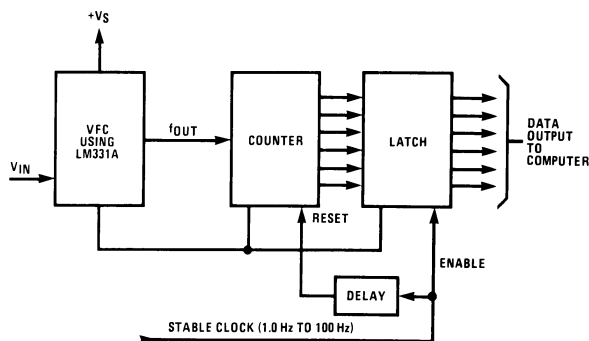 +VS
VFC
USING
LM331A
fOUT
COUNTER
LATCH
DATA
OUTPUT
TO
COMPUTER
VIN
RESET
ENABLE
DELAY
STABLE CLOCK (1.0 Hz TO 100 Hz)